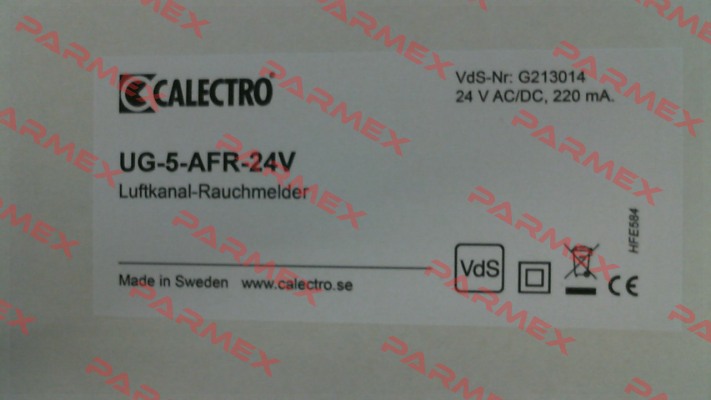 CALECTRO
VdS-Nr: G213014
24 V AC/DC, 220 mA.
UG-5-AFR-24V
Luftkanal-Rauchmelder
HFE584
Made in Sweden www.calectro.se
VdS
CE
PARMEX